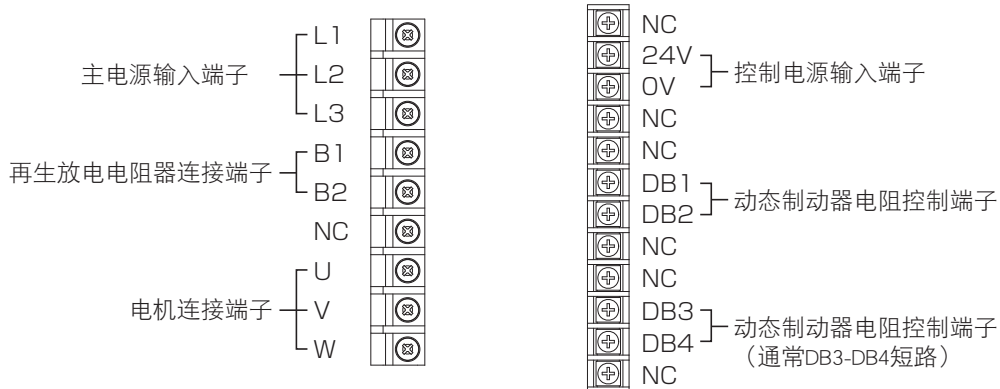 主电源输入端子
L1
L2
L3
再生放电电阻器连接端子
B1
B2
NC
电机连接端子
U
V
W
NC
24V
0V
控制电源输入端子
NC
NC
DB1
DB2
动态制动器电阻控制端子
NC
NC
DB3
DB4
动态制动器电阻控制端子
（通常DB3-DB4短路）
NC